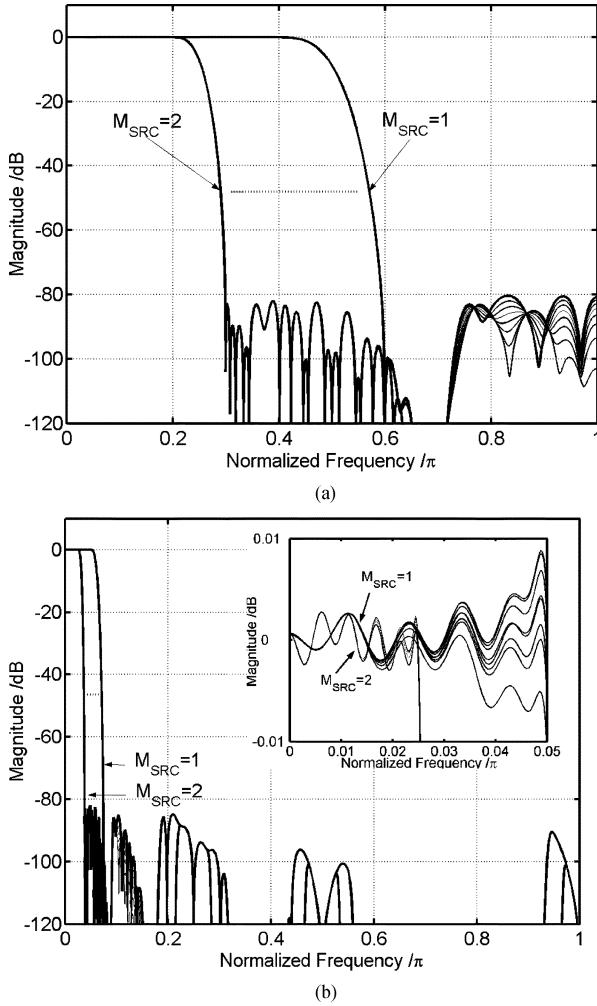 0
-20
-40
-60
-80
-100
-120
Magnitude /dB
M_SRC=2
M_SRC=1
0
0.2
0.4
0.6
0.8
1
Normalized Frequency /π
(a)
0
-20
-40
-60
-80
-100
-120
Magnitude /dB
M_SRC=1
M_SRC=2
0.01
0
-0.01
Magnitude /dB
M_SRC=1
M_SRC=2
0
0.01
0.02
0.03
0.04
0.05
Normalized Frequency /π
0
0.2
0.4
0.6
0.8
1
Normalized Frequency /π
(b)